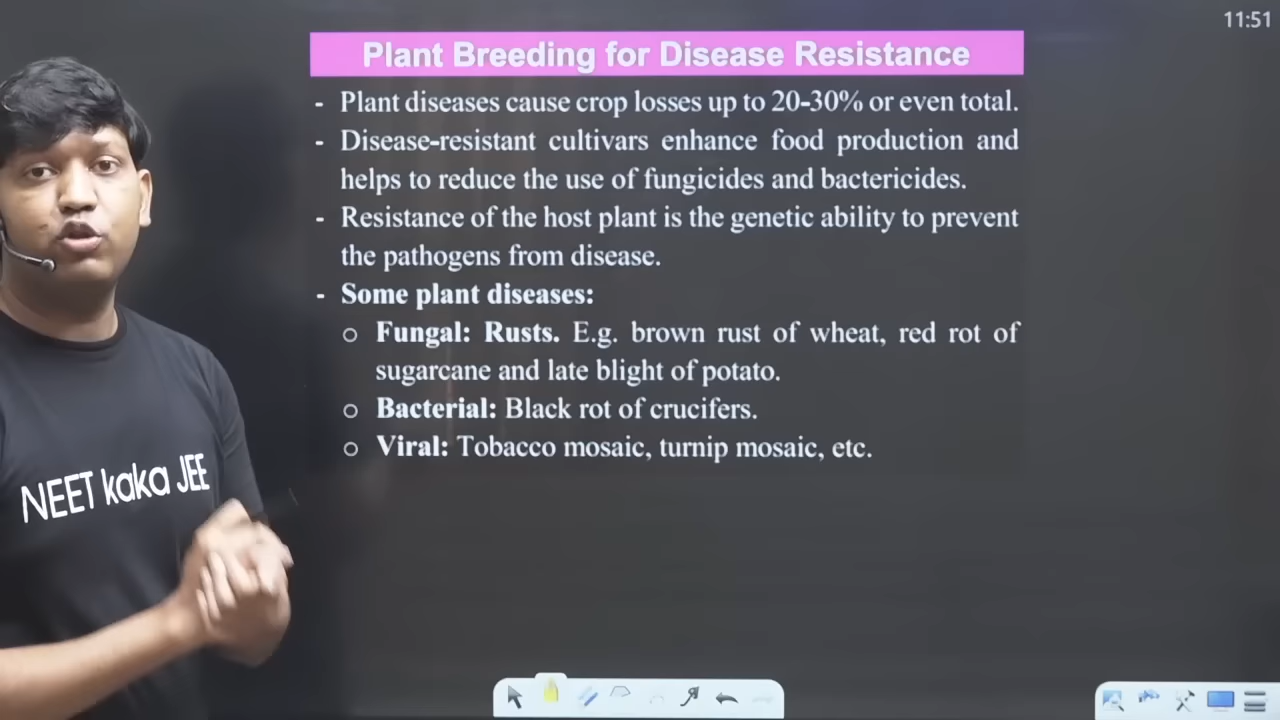 11:51
Plant Breeding for Disease Resistance
- Plant diseases cause crop losses up to 20-30% or even total.
- Disease-resistant cultivars enhance food production and
helps to reduce the use of fungicides and bactericides.
- Resistance of the host plant is the genetic ability to prevent
the pathogens from disease.
- Some plant diseases:
o Fungal: Rusts. E.g. brown rust of wheat, red rot of
sugarcane and late blight of potato.
o Bacterial: Black rot of crucifers.
o Viral: Tobacco mosaic, turnip mosaic, etc.
NEET kaka JEE